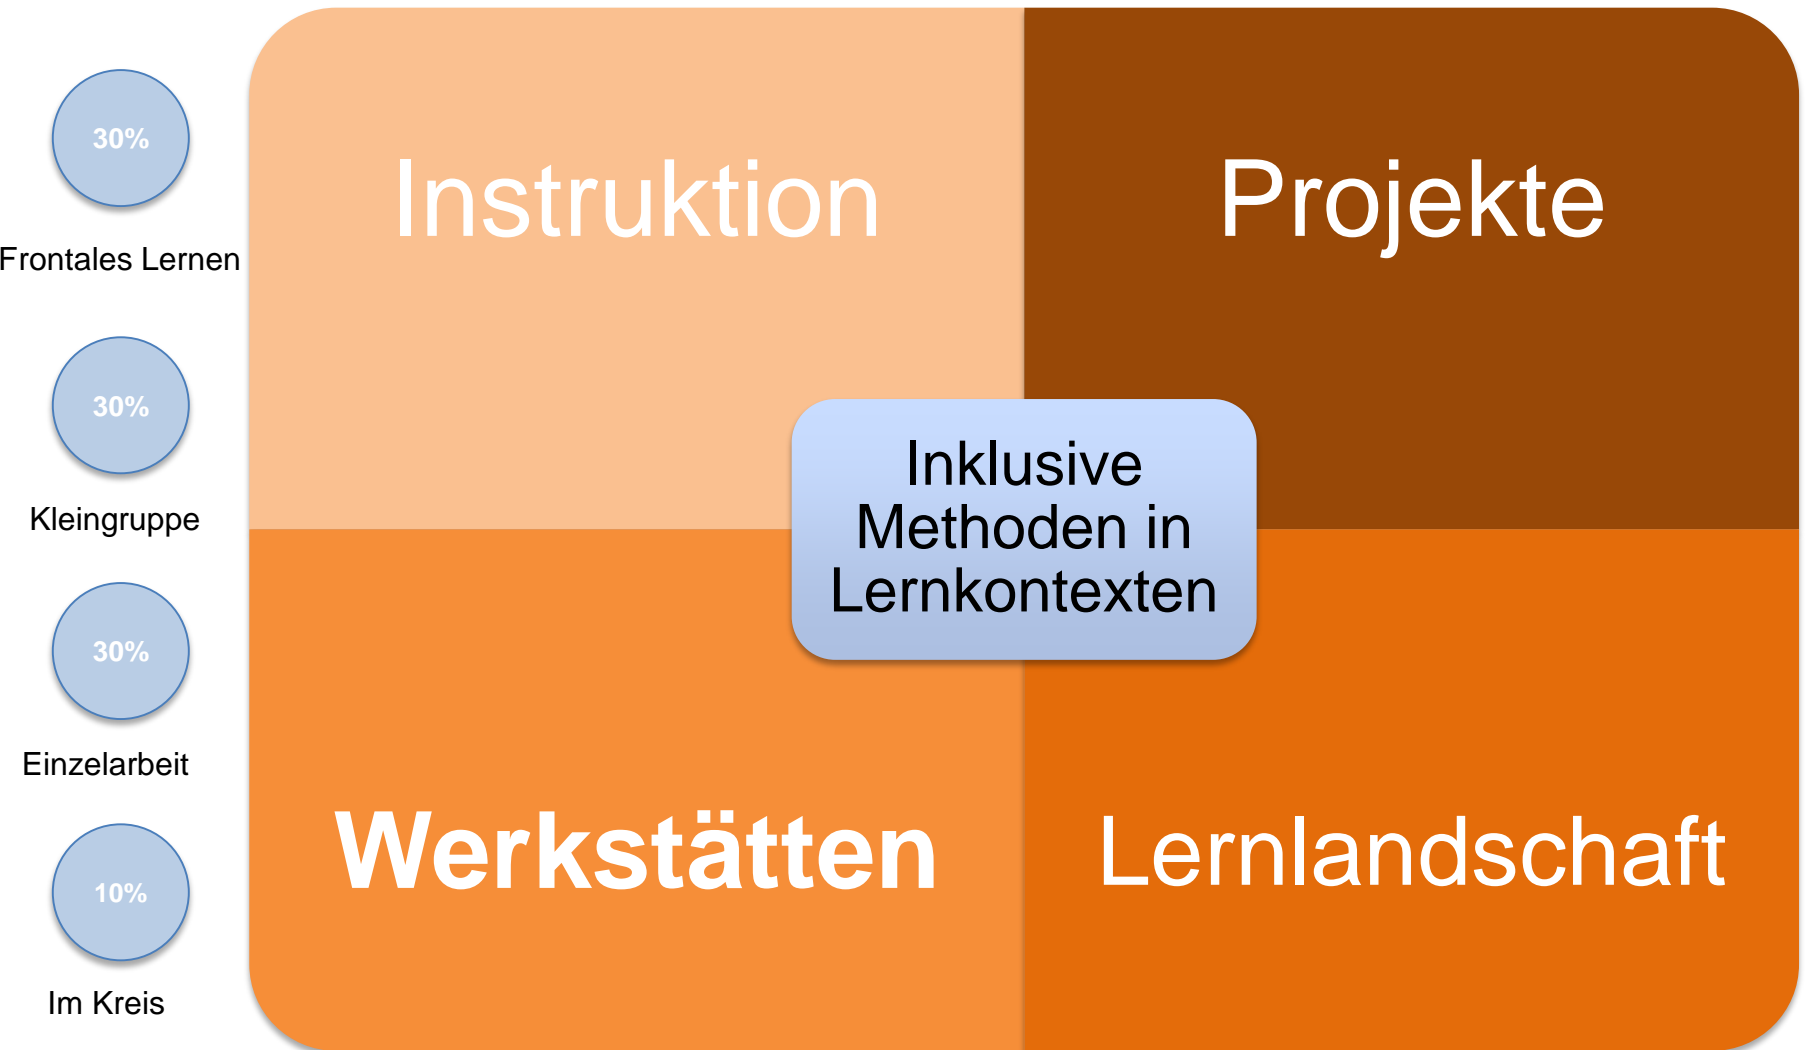 30%
Frontales Lernen
30%
Kleingruppe
30%
Einzelarbeit
10%
Im Kreis
Instruktion
Projekte
Inklusive
Methoden in
Lernkontexten
Werkstätten
Lernlandschaft